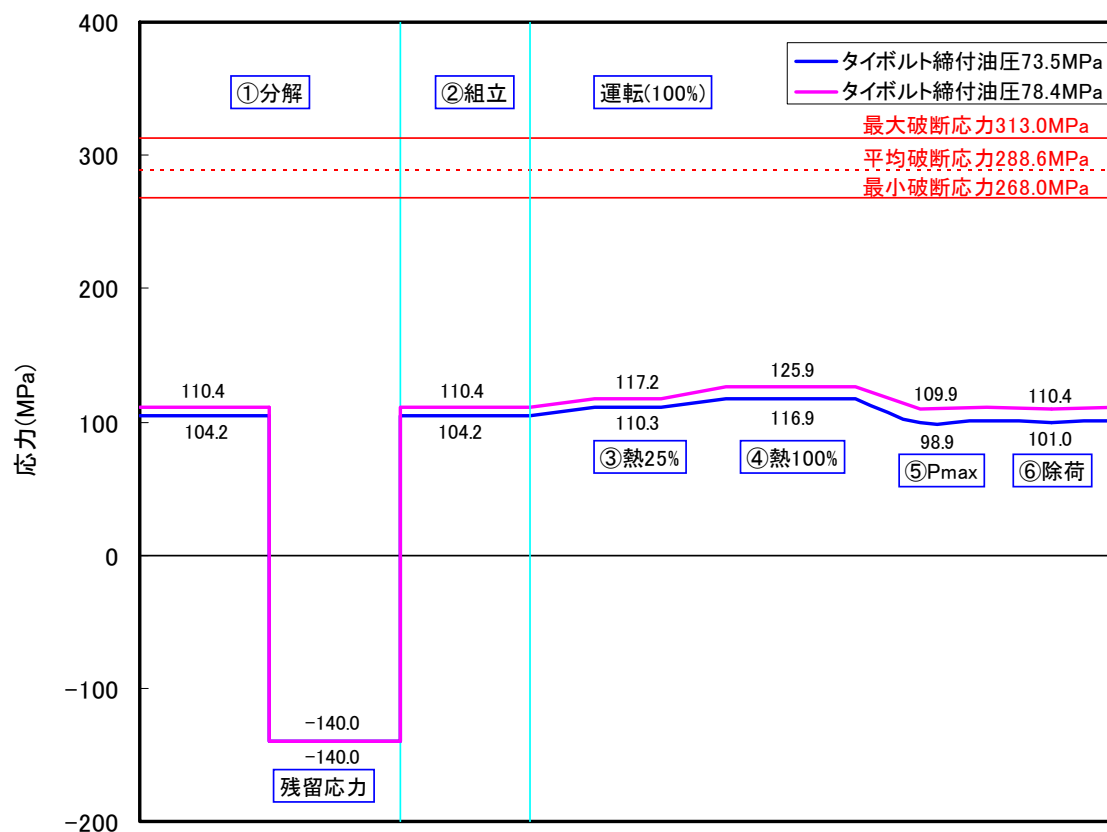 400
①分解
②組立
運転(100%)
タイボルト締付油圧73.5MPa
タイボルト締付油圧78.4MPa
最大破断応力313.0MPa
300
平均破断応力288.6MPa
最小破断応力268.0MPa
200
応力(MPa)
110.4
110.4
117.2
125.9
109.9
110.4
100
104.2
104.2
110.3
116.9
98.9
101.0
③熱25%
④熱100%
⑤Pmax
⑥除荷
0
-100
-140.0
-140.0
残留応力
-200